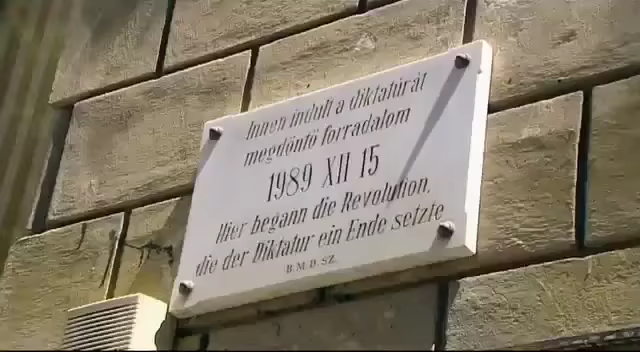 Innen indult a diktatúrát
megdöntő forradalom
1989 XII 15
Hier begann die Revolution,
die der Diktatur ein Ende setzte
B.M.D.SZ.